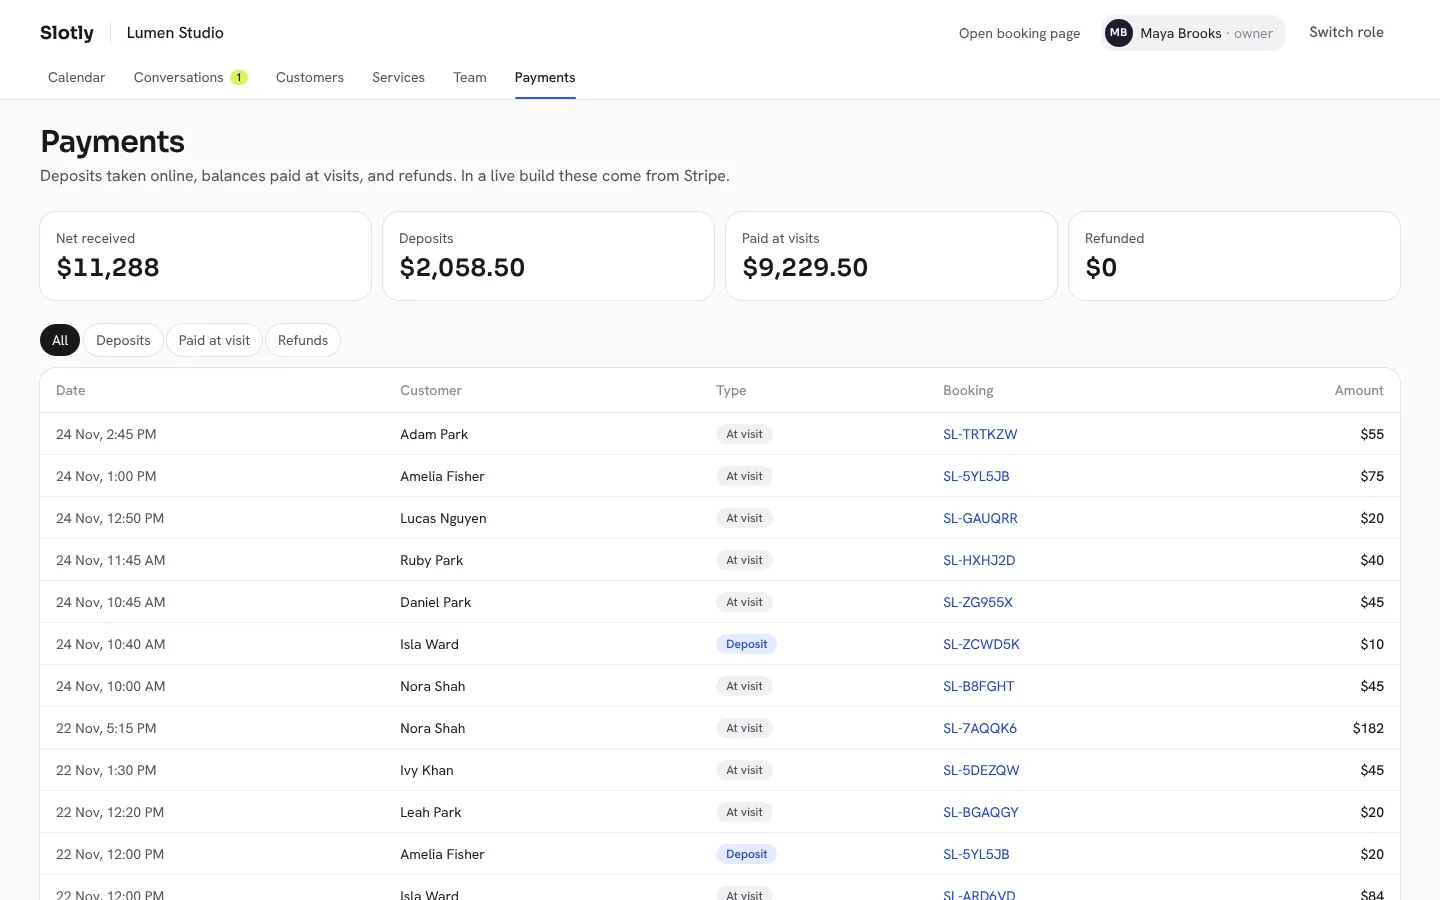 Slotly Lumen Studio Open booking page MB Maya Brooks · owner Switch role
Calendar Conversations 1 Customers Services Team Payments
Payments
Deposits taken online, balances paid at visits, and refunds. In a live build these come from Stripe.
Net received Deposits Paid at visits Refunded
$11,288 $2,058.50 $9,229.50 $0
All Deposits Paid at visit Refunds
Date Customer Type Booking Amount
24 Nov, 2:45 PM Adam Park At visit SL-TRTKZW $55
24 Nov, 1:00 PM Amelia Fisher At visit SL-5YL5JB $75
24 Nov, 12:50 PM Lucas Nguyen At visit SL-GAUQRR $20
24 Nov, 11:45 AM Ruby Park At visit SL-HXHJ2D $40
24 Nov, 10:45 AM Daniel Park At visit SL-ZG955X $45
24 Nov, 10:40 AM Isla Ward Deposit SL-ZCWD5K $10
24 Nov, 10:00 AM Nora Shah At visit SL-B8FGHT $45
22 Nov, 5:15 PM Nora Shah At visit SL-7AQQK6 $182
22 Nov, 1:30 PM Ivy Khan At visit SL-5DEZQW $45
22 Nov, 12:20 PM Leah Park At visit SL-BGAQGY $20
22 Nov, 12:00 PM Amelia Fisher Deposit SL-5YL5JB $20
22 Nov, 12:00 PM Isla Ward At visit SL-ARD6VD $84